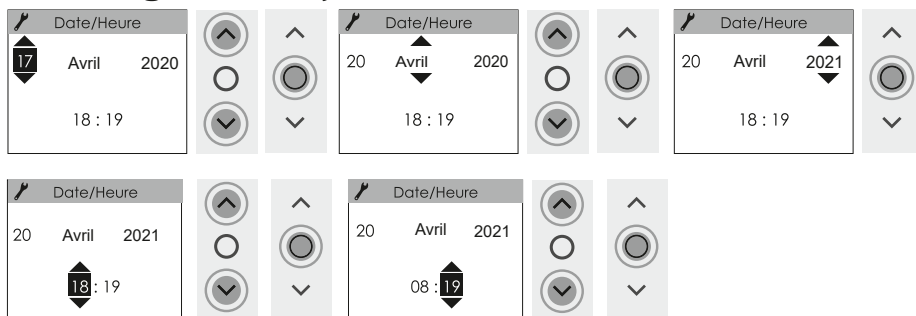 Date/Heure
17 Avril 2020
18 : 19
Date/Heure
20 Avril 2020
18 : 19
Date/Heure
20 Avril 2021
18 : 19
Date/Heure
20 Avril 2021
18 : 19
Date/Heure
20 Avril 2021
08 : 19